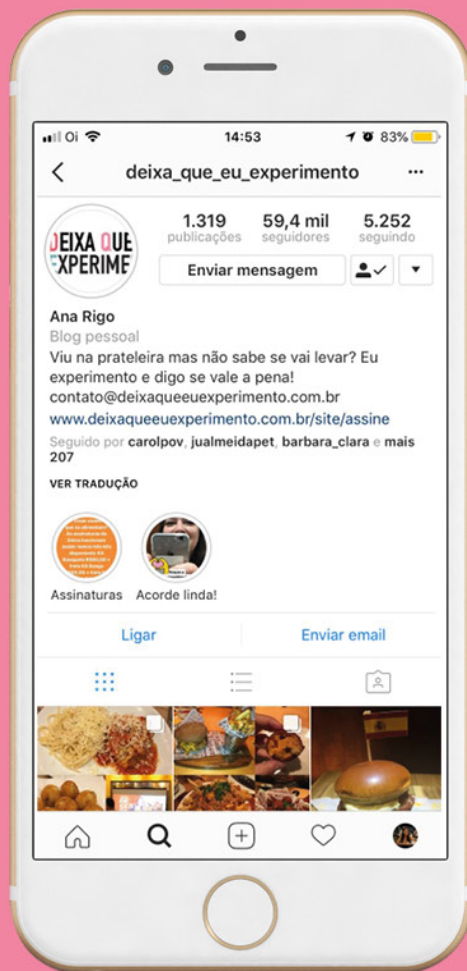 Oi 14:53 83%
deixa_que_eu_experimento ...
DEIXA QUE
EXPERIME
1.319 59,4 mil 5.252
publicações seguidores seguindo
Enviar mensagem
Ana Rigo
Blog pessoal
Viu na prateleira mas não sabe se vai levar? Eu
experimento e digo se vale a pena!
contato@deixaqueeuexperimento.com.br
www.deixaqueeuexperimento.com.br/site/assine
Seguido por carolpov, jualmeidapet, barbara_clara e mais
207
VER TRADUÇÃO
Assinaturas Acorde linda!
Ligar Enviar email